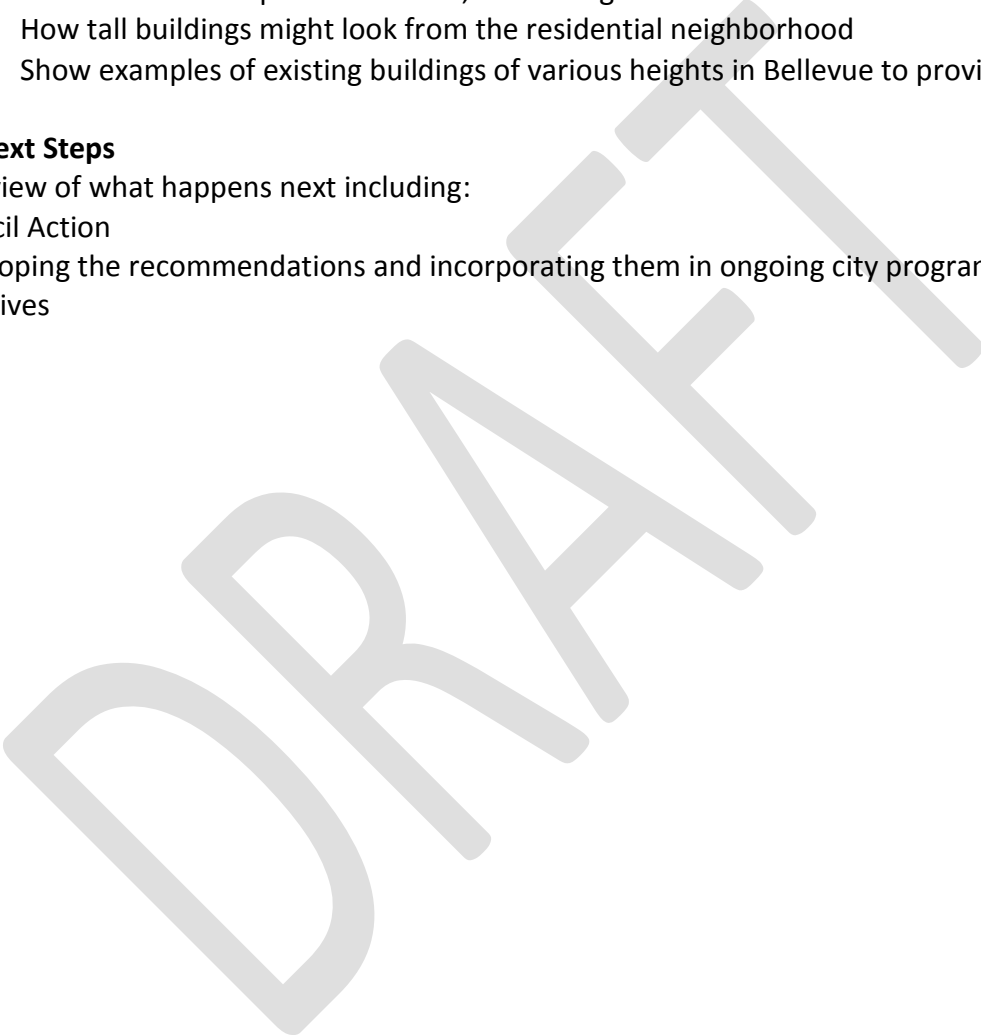 How tall buildings might look from the residential neighborhood
Show examples of existing buildings of various heights in Bellevue to provi
ext Steps
iew of what happens next including:
cil Action
oping the recommendations and incorporating them in ongoing city progra
ives
DRAFT